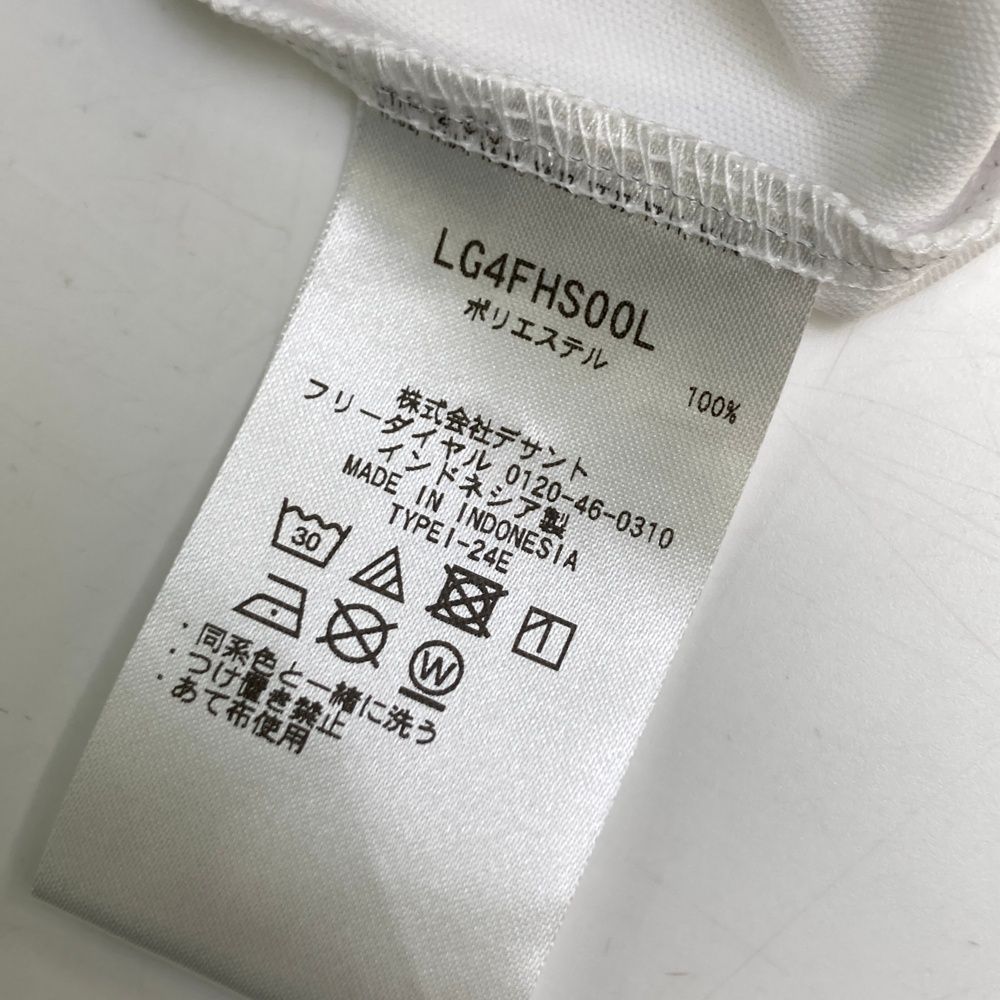 LG4FHS00L
ポリエステル 100%
株式会社デサント
フリーダイヤル 0120-46-0310
インドネシア製
MADE IN INDONESIA
TYPEI-24E
30
W
・同系色と一緒に洗う
・つけ置き禁止
・あて布使用